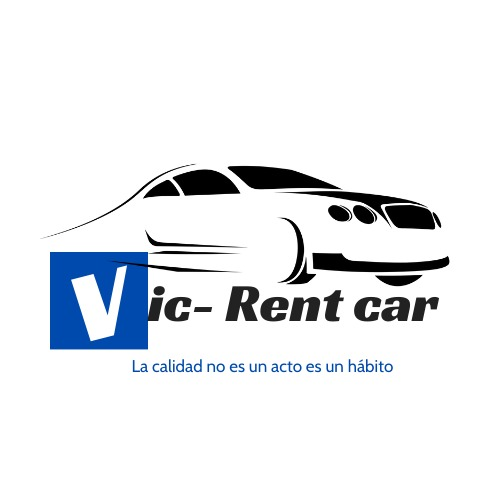 Vic- Rent car
La calidad no es un acto es un hábito